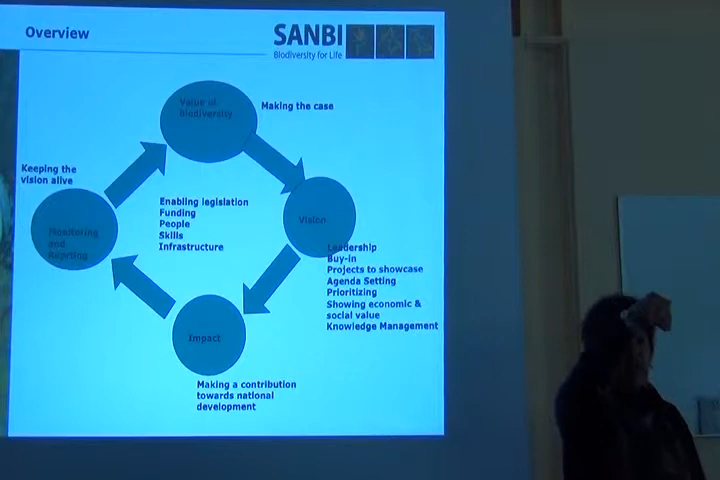 Overview
SANBI
Biodiversity for Life
Value of
biodiversity
Making the case
Keeping the
vision alive
Enabling legislation
Funding
People
Skills
Infrastructure
Vision
Monitoring
and
Reprting
Leadership
Buy-in
Projects to showcase
Agenda Setting
Prioritizing
Showing economic &
social value
Knowledge Management
Impact
Making a contribution
towards national
development